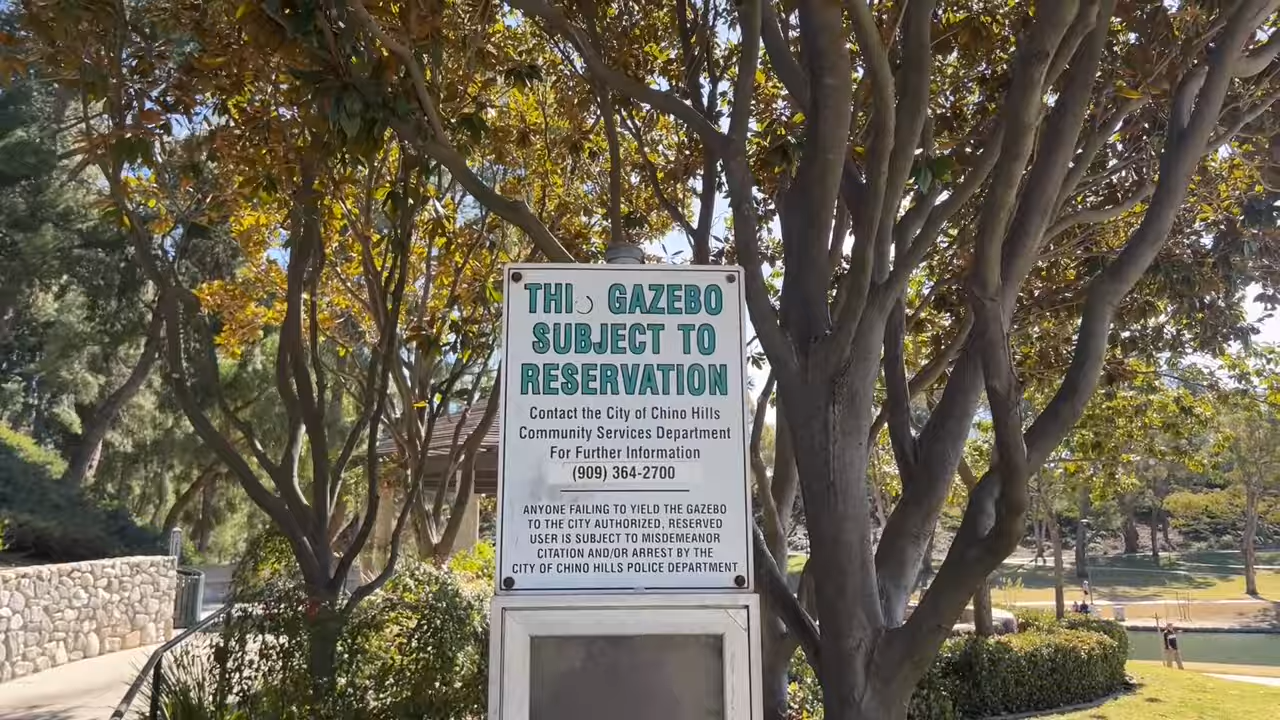 THIS GAZEBO
SUBJECT TO
RESERVATION
Contact the City of Chino Hills
Community Services Department
For Further Information
(909) 364-2700
ANYONE FAILING TO YIELD THE GAZEBO
TO THE CITY AUTHORIZED, RESERVED
USER IS SUBJECT TO MISDEMEANOR
CITATION AND/OR ARREST BY THE
CITY OF CHINO HILLS POLICE DEPARTMENT